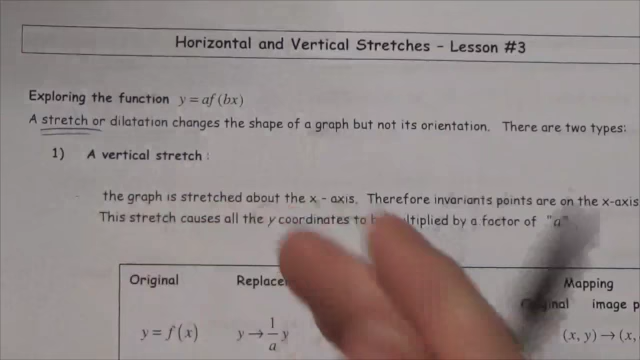 Horizontal and Vertical Stretches – Lesson #3
Exploring the function y = af(bx)
A stretch or dilatation changes the shape of a graph but not its orientation. There are two types:
1) A vertical stretch :
the graph is stretched about the x - axis. Therefore invariants points are on the x-axis
This stretch causes all the y coordinates to be multiplied by a factor of "a"
Original Mapping
image p
y = f(x) y → 1/a y (x, y) → (x,